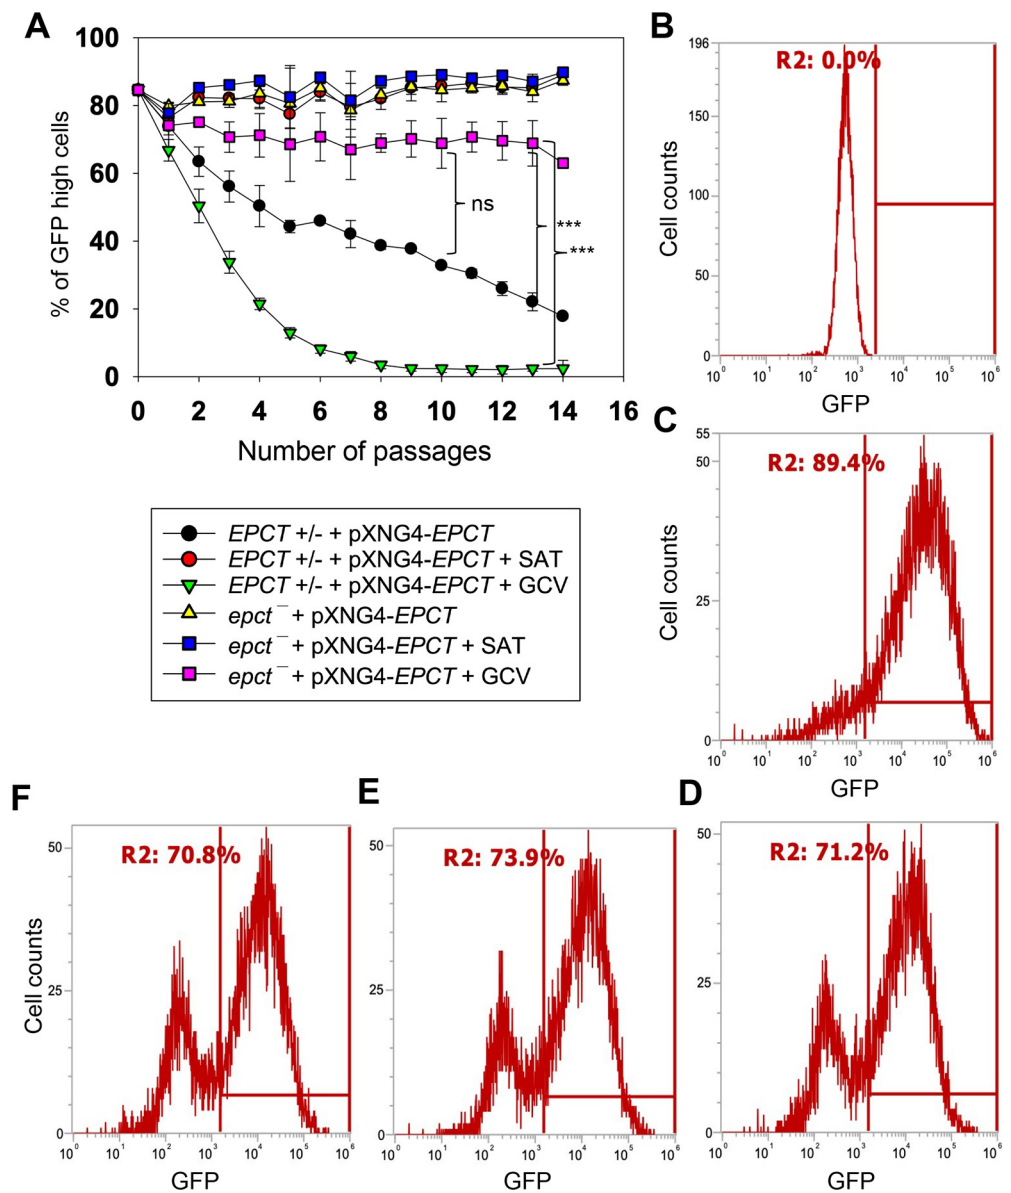 A
100
80
60
40
20
0
% of GFP high cells
0 2 4 6 8 10 12 14 16
Number of passages
ns
***
***
EPCT +/- + pXNG4-EPCT
EPCT +/- + pXNG4-EPCT + SAT
EPCT +/- + pXNG4-EPCT + GCV
epct ¯ + pXNG4-EPCT
epct ¯ + pXNG4-EPCT + SAT
epct ¯ + pXNG4-EPCT + GCV
B
196
150
100
50
0
Cell counts
R2: 0.0%
10⁰ 10¹ 10² 10³ 10⁴ 10⁵ 10⁶
GFP
C
55
50
25
0
Cell counts
R2: 89.4%
10⁰ 10¹ 10² 10³ 10⁴ 10⁵ 10⁶
GFP
F
50
25
0
Cell counts
R2: 70.8%
10⁰ 10¹ 10² 10³ 10⁴ 10⁵ 10⁶
GFP
E
50
25
0
R2: 73.9%
10⁰ 10¹ 10² 10³ 10⁴ 10⁵ 10⁶
GFP
D
50
25
0
R2: 71.2%
10⁰ 10¹ 10² 10³ 10⁴ 10⁵ 10⁶
GFP